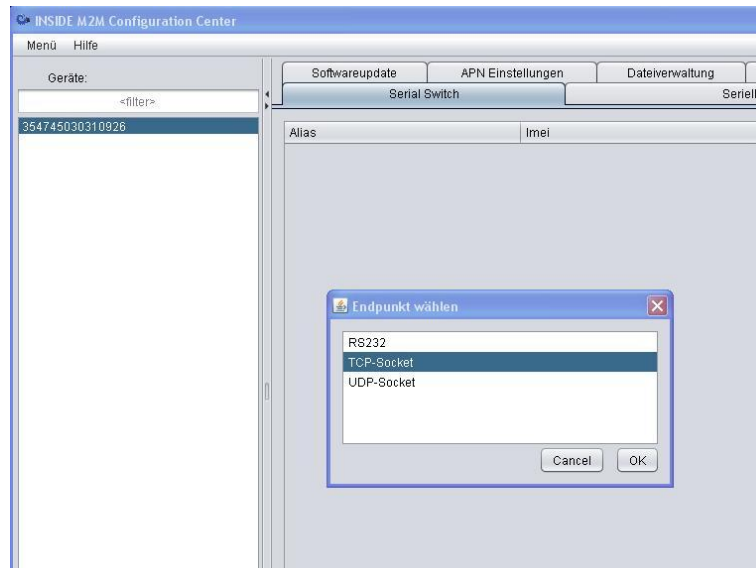 INSIDE M2M Configuration Center
Menü Hilfe
Geräte:
<filter>
354745030310926
Softwareupdate APN Einstellungen Dateiverwaltung
Serial Switch
Alias Imei
Endpunkt wählen
RS232
TCP-Socket
UDP-Socket
Cancel OK